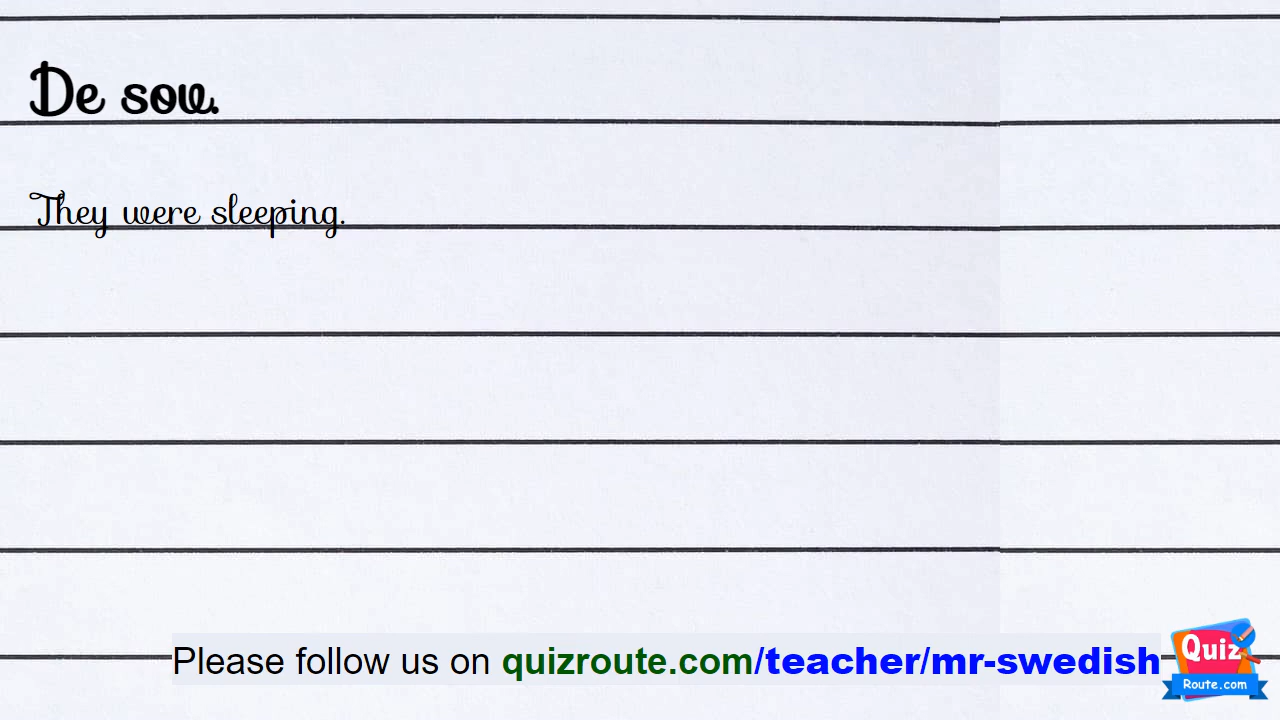 De sov.
They were sleeping.
Please follow us on quizroute.com/teacher/mr-swedish
Quiz
Route.com